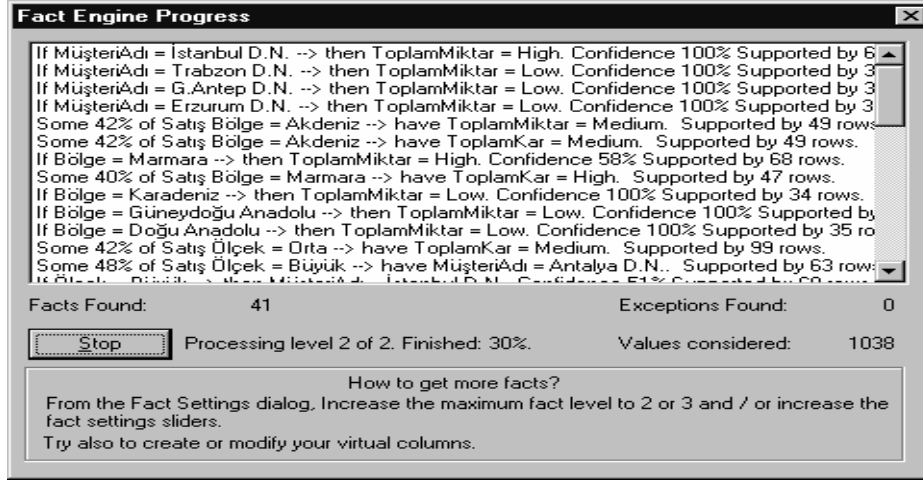 Fact Engine Progress
If MüşteriAdı = İstanbul D.N. --> then ToplamMiktar = High. Confidence 100% Supported by 6
If MüşteriAdı = Trabzon D.N. --> then ToplamMiktar = Low. Confidence 100% Supported by 3
If MüşteriAdı = G.Antep D.N. --> then ToplamMiktar = Low. Confidence 100% Supported by 3
If MüşteriAdı = Erzurum D.N. --> then ToplamMiktar = Low. Confidence 100% Supported by 3
Some 42% of Satış Bölge = Akdeniz --> have ToplamMiktar = Medium. Supported by 49 rows
Some 42% of Satış Bölge = Akdeniz --> have ToplamKar = Medium. Supported by 49 rows.
If Bölge = Marmara --> then ToplamMiktar = High. Confidence 58% Supported by 68 rows.
Some 40% of Satış Bölge = Marmara --> have ToplamKar = High. Supported by 47 rows.
If Bölge = Karadeniz --> then ToplamMiktar = Low. Confidence 100% Supported by 34 rows.
If Bölge = Güneydoğu Anadolu --> then ToplamMiktar = Low. Confidence 100% Supported by
If Bölge = Doğu Anadolu --> then ToplamMiktar = Low. Confidence 100% Supported by 35 ro
Some 42% of Satış Ölçek = Orta --> have ToplamKar = Medium. Supported by 99 rows.
Some 48% of Satış Ölçek = Büyük --> have MüşteriAdı = Antalya D.N.. Supported by 63 row
Facts Found: 41 Exceptions Found: 0
Stop Processing level 2 of 2. Finished: 30%. Values considered: 1038
How to get more facts?
From the Fact Settings dialog, Increase the maximum fact level to 2 or 3 and / or increase the
fact settings sliders.
Try also to create or modify your virtual columns.